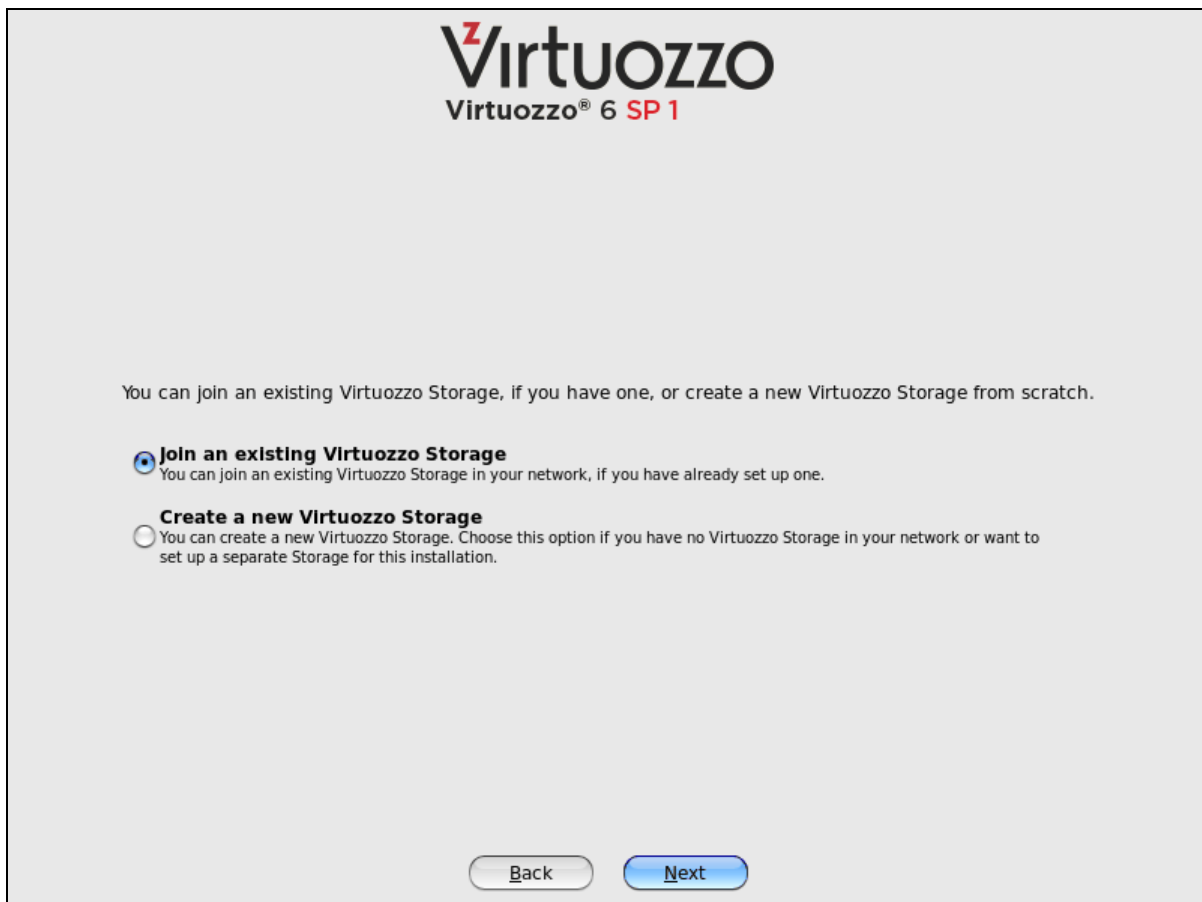 Virtuozzo
Virtuozzo® 6 SP 1
You can join an existing Virtuozzo Storage, if you have one, or create a new Virtuozzo Storage from scratch.
Join an existing Virtuozzo Storage
You can join an existing Virtuozzo Storage in your network, if you have already set up one.
Create a new Virtuozzo Storage
You can create a new Virtuozzo Storage. Choose this option if you have no Virtuozzo Storage in your network or want to
set up a separate Storage for this installation.
Back Next